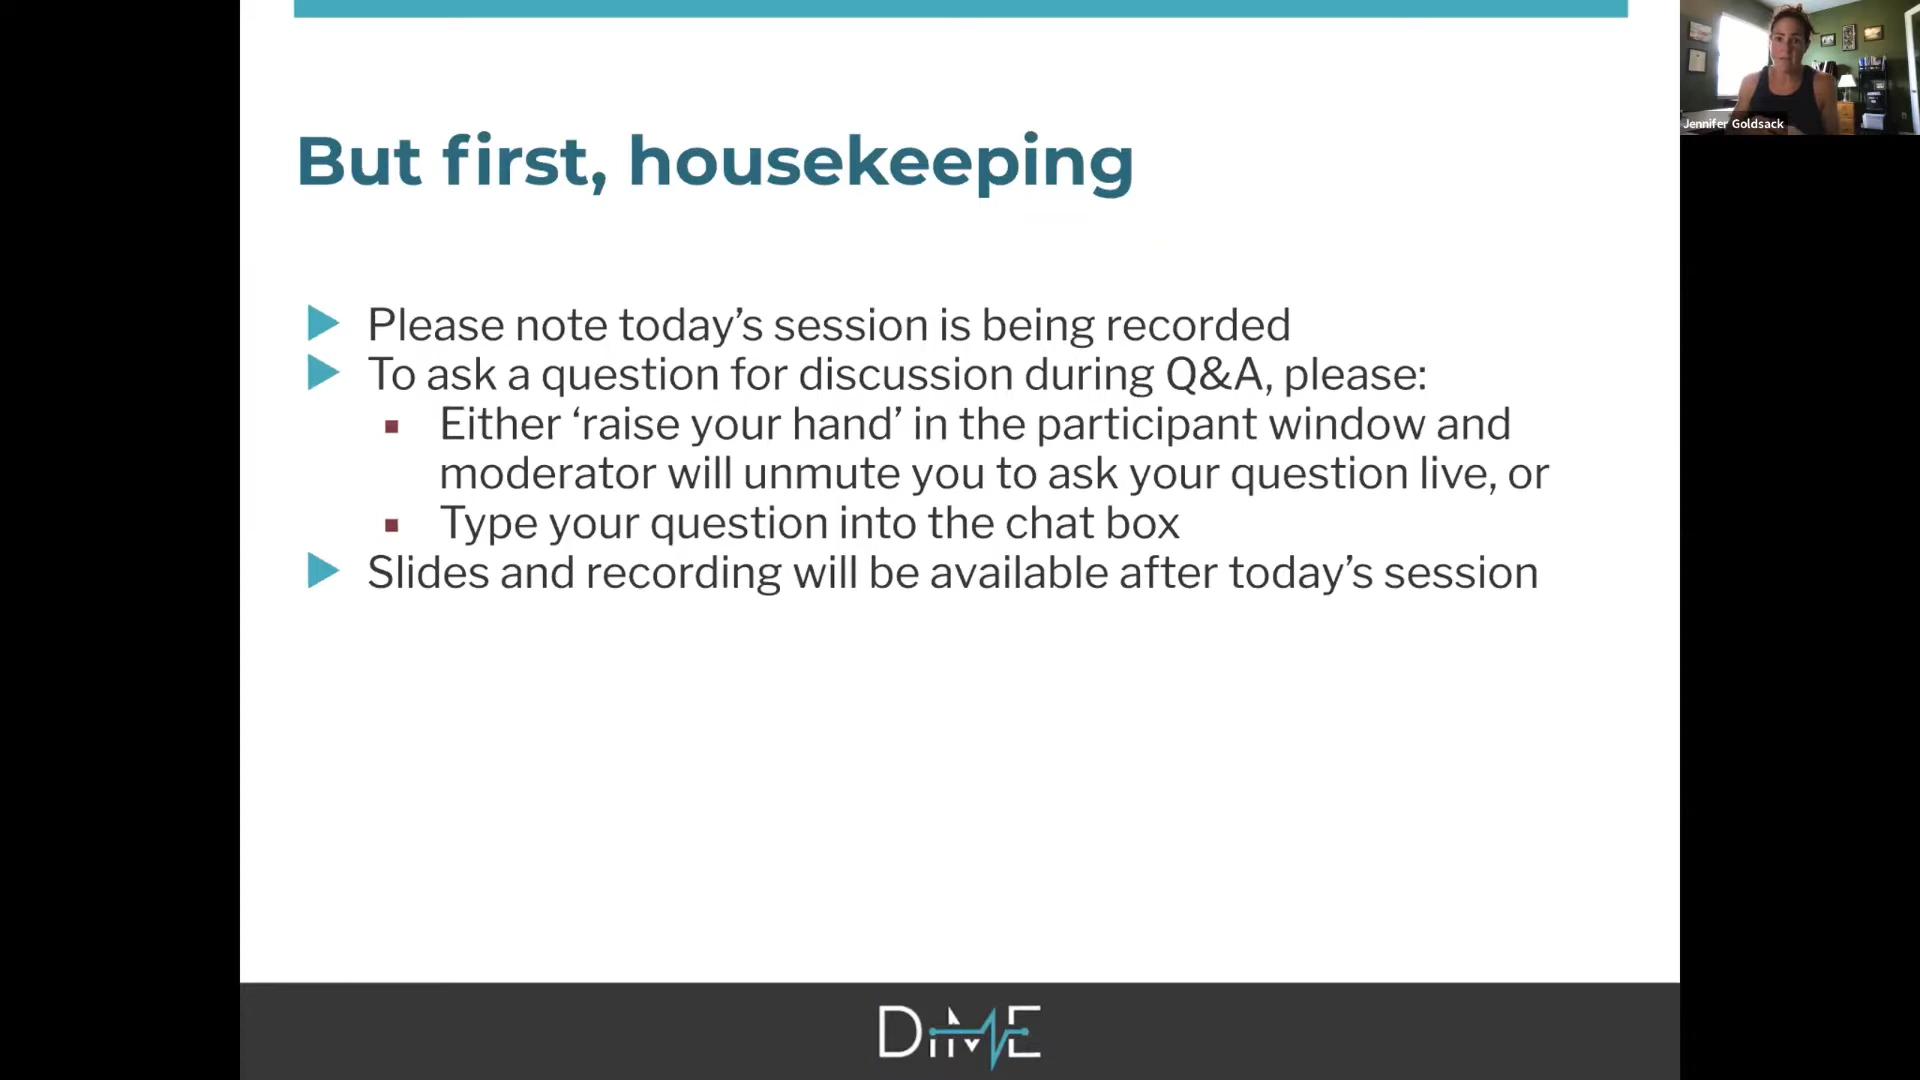 But first, housekeeping
Please note today’s session is being recorded
To ask a question for discussion during Q&A, please:
Either ‘raise your hand’ in the participant window and
moderator will unmute you to ask your question live, or
Type your question into the chat box
Slides and recording will be available after today’s session
DiME
Jennifer Goldsack